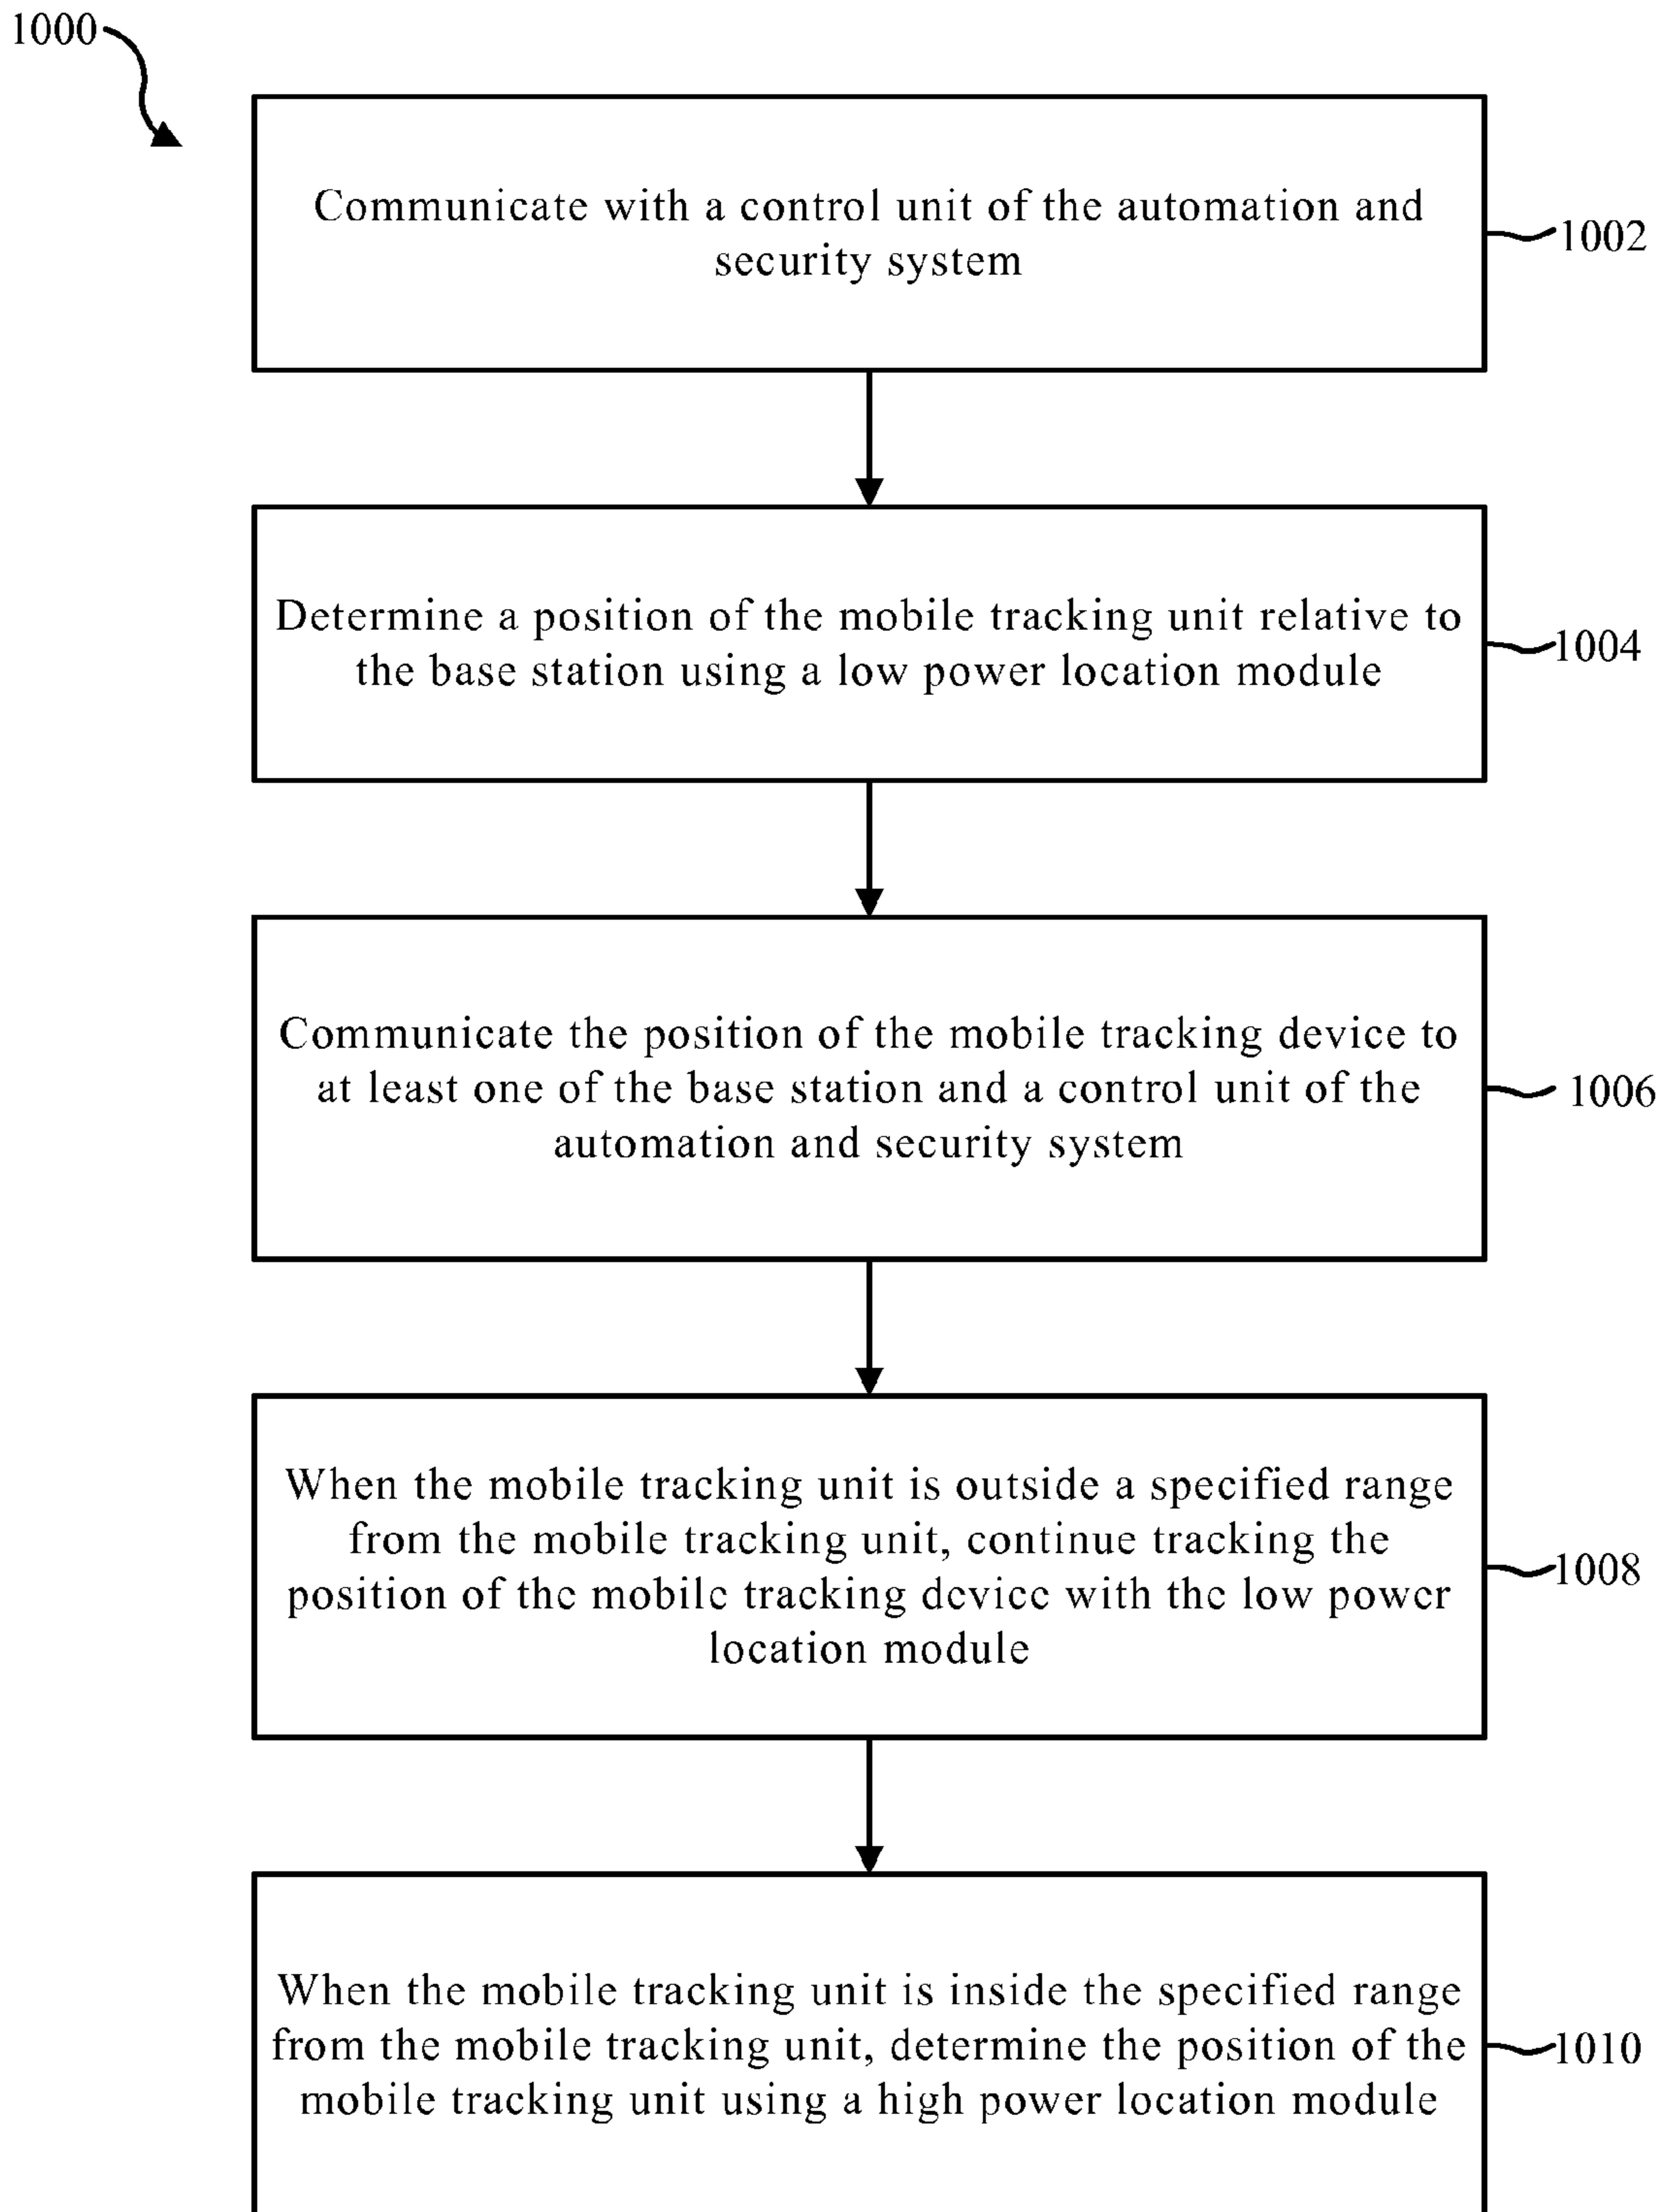 1000
Communicate with a control unit of the automation and
security system
1002
Determine a position of the mobile tracking unit relative to
the base station using a low power location module
1004
Communicate the position of the mobile tracking device to
at least one of the base station and a control unit of the
automation and security system
1006
When the mobile tracking unit is outside a specified range
from the mobile tracking unit, continue tracking the
position of the mobile tracking device with the low power
location module
1008
When the mobile tracking unit is inside the specified range
from the mobile tracking unit, determine the position of the
mobile tracking unit using a high power location module
1010